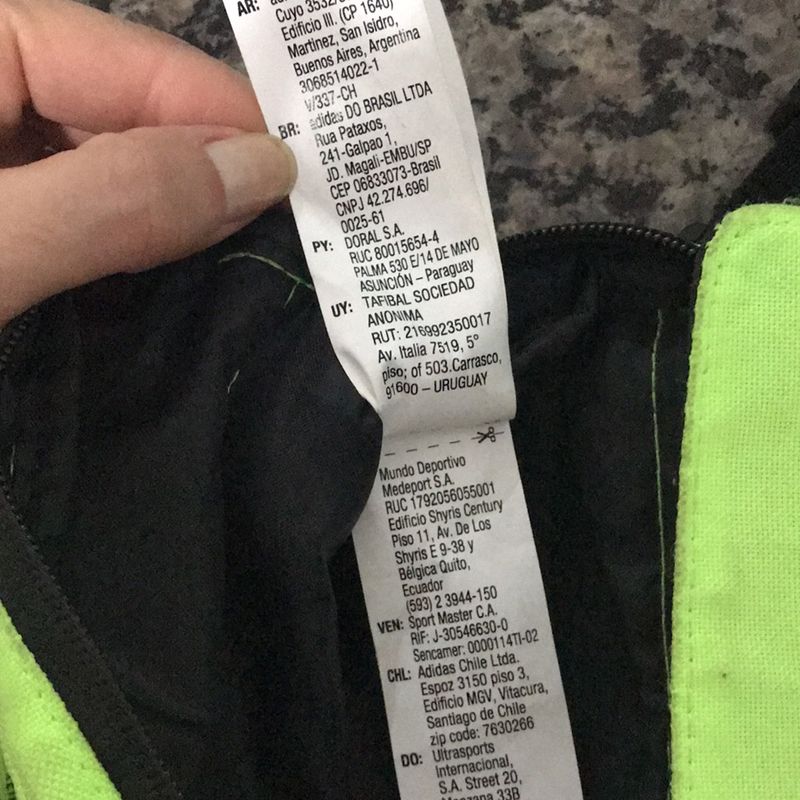 AR:
Cuyo 3532/
Edificio III. (CP 1640)
Martinez, San Isidro,
Buenos Aires, Argentina
3068514022-1
V/337-CH
BR: adidas DO BRASIL LTDA
Rua Pataxos,
241-Galpao 1,
JD. Magali-EMBU/SP
CEP 06833073-Brasil
CNPJ 42.274.696/
0025-61
PY: DORAL S.A.
RUC 80015654-4
PALMA 530 E/14 DE MAYO
ASUNCIÓN – Paraguay
UY: TAFIBAL SOCIEDAD
ANONIMA
RUT: 216992350017
Av. Italia 7519, 5°
piso; of 503.Carrasco,
91600 – URUGUAY
Mundo Deportivo
Medeport S.A.
RUC 1792056055001
Edificio Shyris Century
Piso 11, Av. De Los
Shyris E 9-38 y
Bélgica Quito,
Ecuador
(593) 2 3944-150
VEN: Sport Master C.A.
RIF: J-30546630-0
Sencamer: 0000114TI-02
CHL: Adidas Chile Ltda.
Espoz 3150 piso 3,
Edificio MGV, Vitacura,
Santiago de Chile
zip code: 7630266
DO: Ultrasports
Internacional,
S.A. Street 20,
Manzana 33B